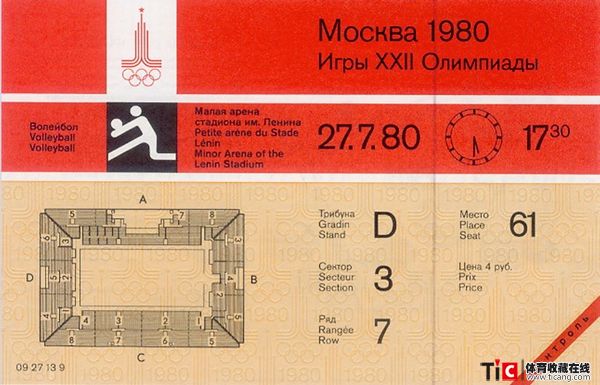 Москва 1980
Игры XXII Олимпиады
Волейбол
Volleyball
Volleyball
Малая арена
стадиона им. Ленина
Petite arène du Stade
Lénin
Minor Arena of the
Lenin Stadium
27.7.80
17 30
A
B
C
D
Трибуна
Gradin
Stand
D
Место
Place
Seat
61
Сектор
Secteur
Section
3
Цена 4 руб.
Prix
Price
Ряд
Rangée
Row
7
09 27 13 9
TiC
体育收藏在线
www.ticang.com